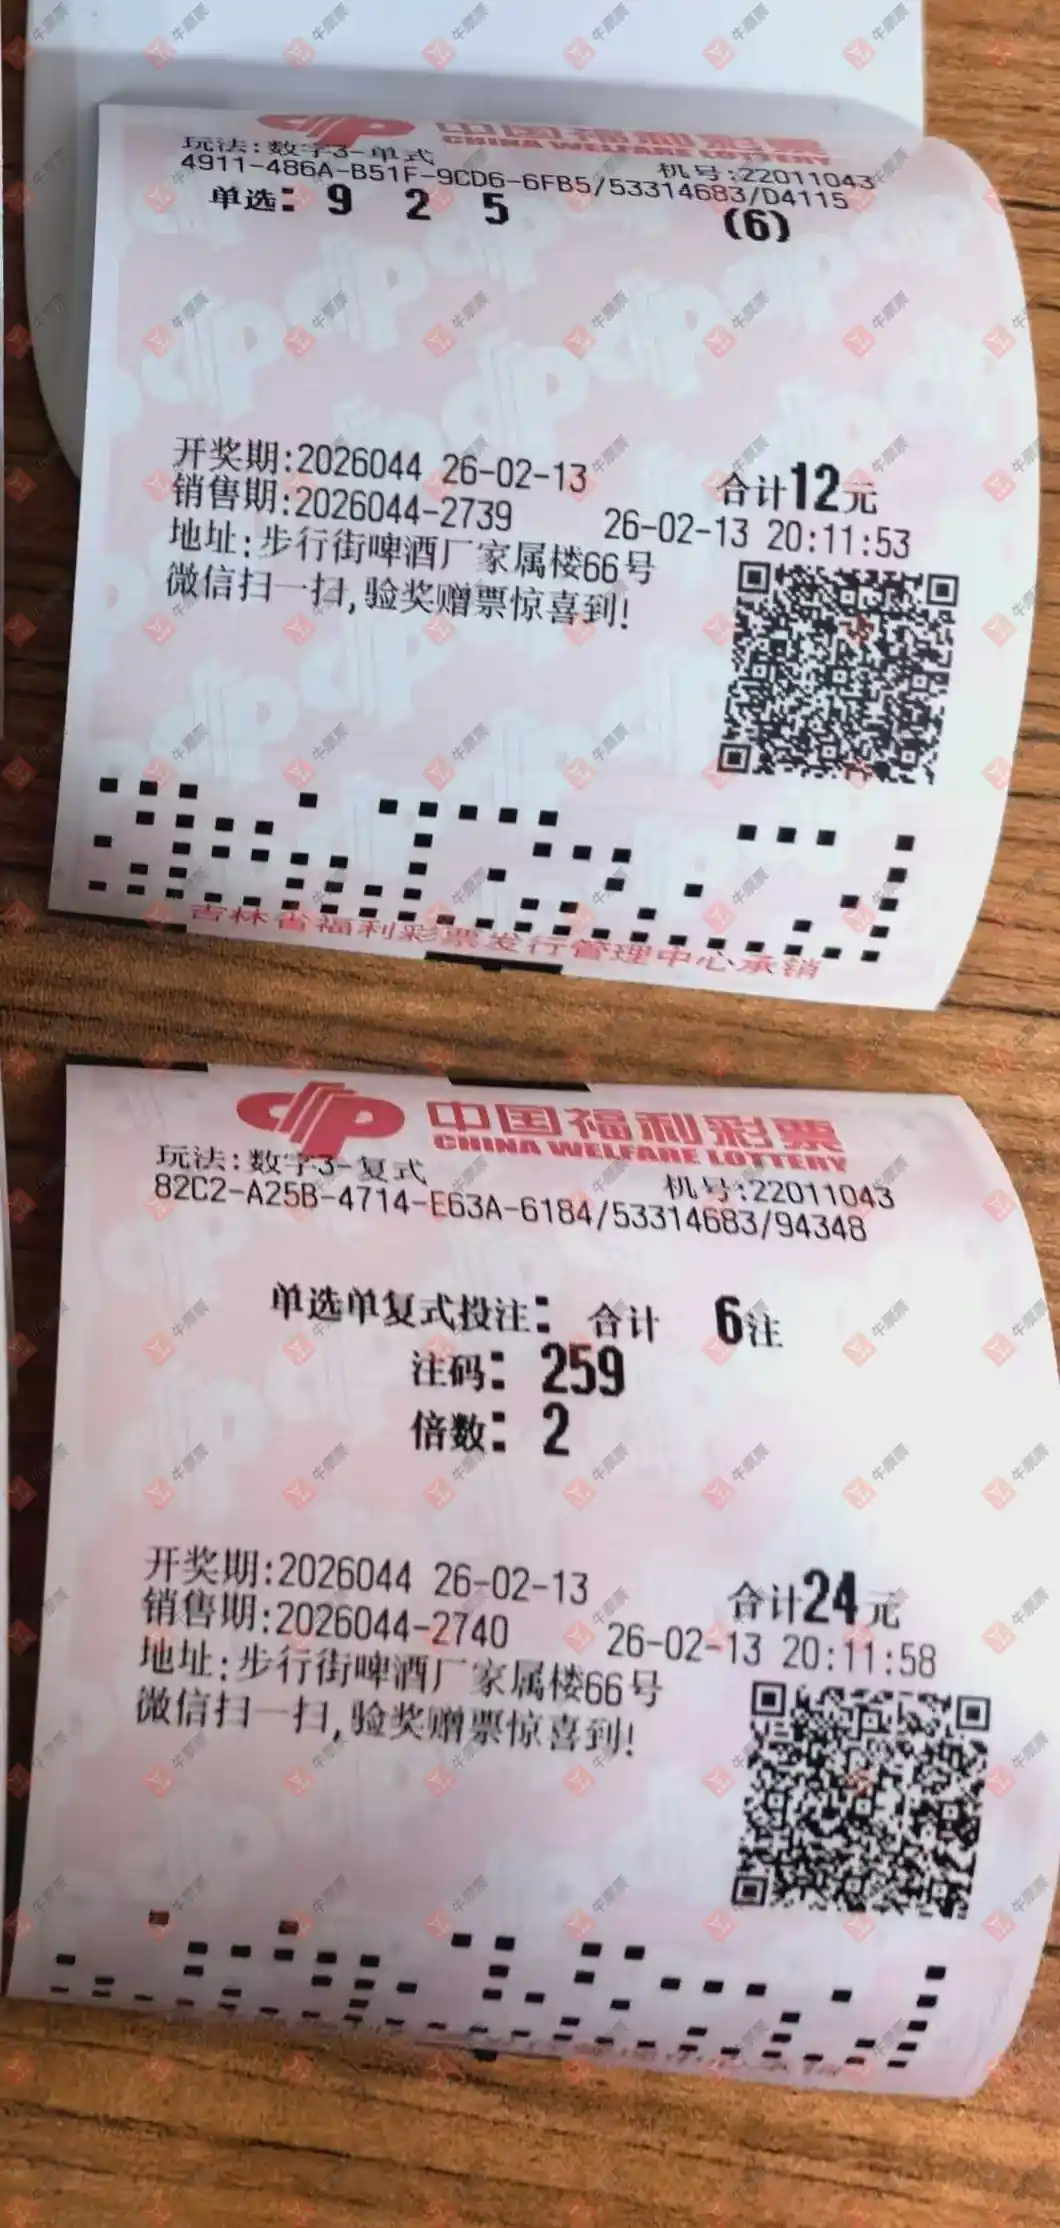 中国福利彩票
CHINA WELFARE LOTTERY
玩法:数字3-单式 机号:22011043
4911-486A-B51F-9CD6-6FB5/53314683/D4115
单选: 9 2 5 (6)
开奖期:2026044 26-02-13 合计12元
销售期:2026044-2739 26-02-13 20:11:53
地址:步行街啤酒厂家属楼66号
微信扫一扫,验奖赠票惊喜到!
吉林省福利彩票发行管理中心承销
中国福利彩票
CHINA WELFARE LOTTERY
玩法:数字3-复式 机号:22011043
82C2-A25B-4714-E63A-6184/53314683/94348
单选单复式投注: 合计 6注
注码: 259
倍数: 2
开奖期:2026044 26-02-13 合计24元
销售期:2026044-2740 26-02-13 20:11:58
地址:步行街啤酒厂家属楼66号
微信扫一扫,验奖赠票惊喜到!